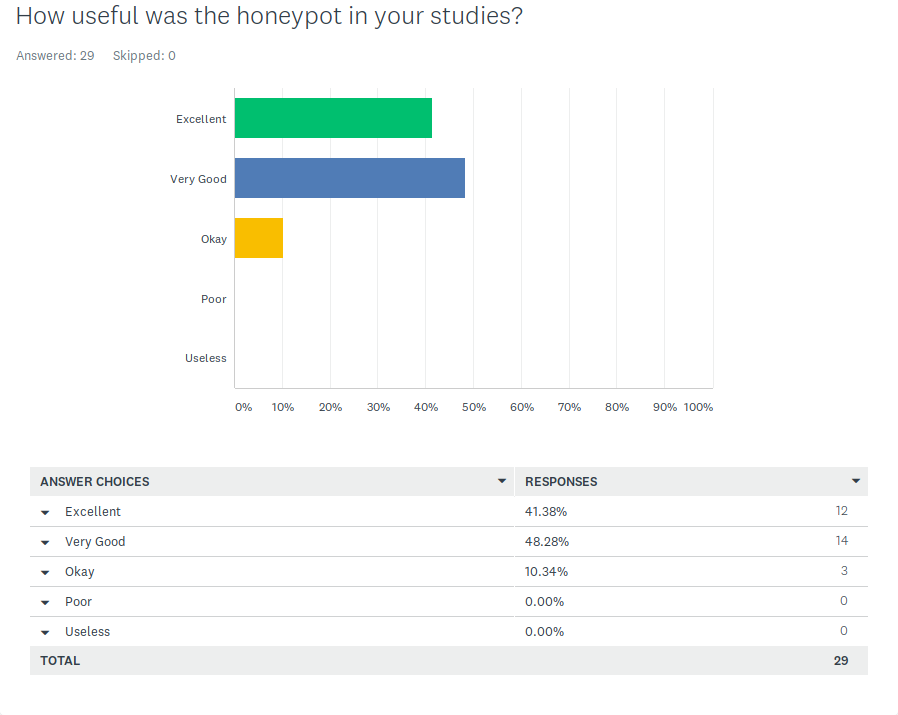 How useful was the honeypot in your studies?
Answered: 29 Skipped: 0
Excellent
Very Good
Okay
Poor
Useless
0% 10% 20% 30% 40% 50% 60% 70% 80% 90% 100%
ANSWER CHOICES RESPONSES
Excellent 41.38% 12
Very Good 48.28% 14
Okay 10.34% 3
Poor 0.00% 0
Useless 0.00% 0
TOTAL 29